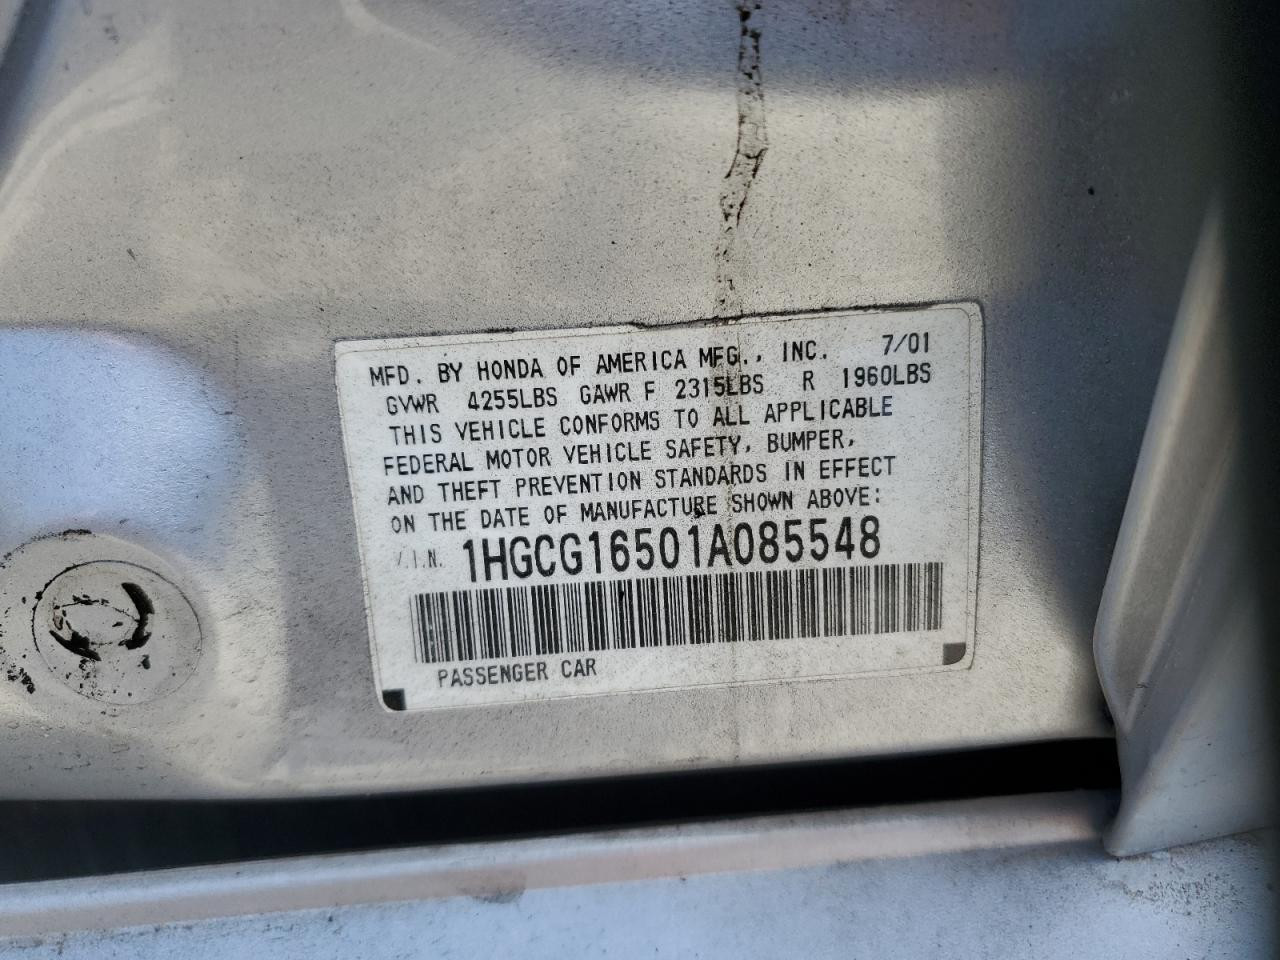 MFD. BY HONDA OF AMERICA MFG., INC. 7/01
GVWR 4255LBS GAWR F 2315LBS R 1960LBS
THIS VEHICLE CONFORMS TO ALL APPLICABLE
FEDERAL MOTOR VEHICLE SAFETY, BUMPER,
AND THEFT PREVENTION STANDARDS IN EFFECT
ON THE DATE OF MANUFACTURE SHOWN ABOVE:
V.I.N. 1HGCG16501A085548
PASSENGER CAR